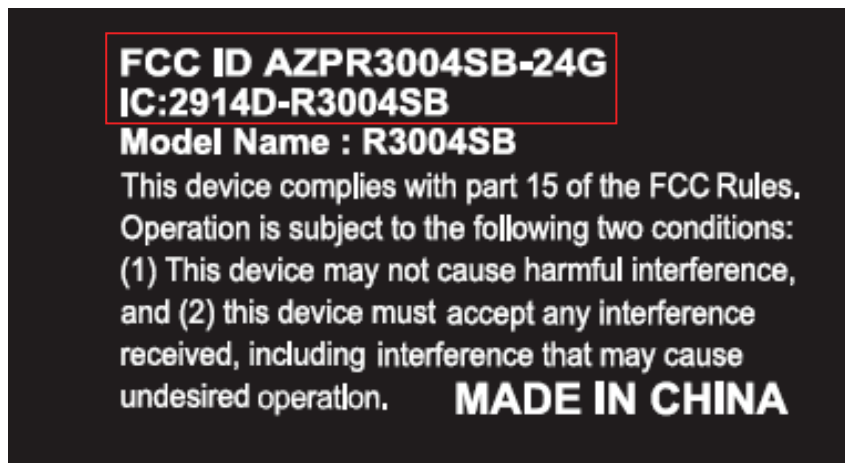 FCC ID AZPR3004SB-24G
IC:2914D-R3004SB
Model Name : R3004SB
This device complies with part 15 of the FCC Rules.
Operation is subject to the following two conditions:
(1) This device may not cause harmful interference,
and (2) this device must accept any interference
received, including interference that may cause
undesired operation. MADE IN CHINA